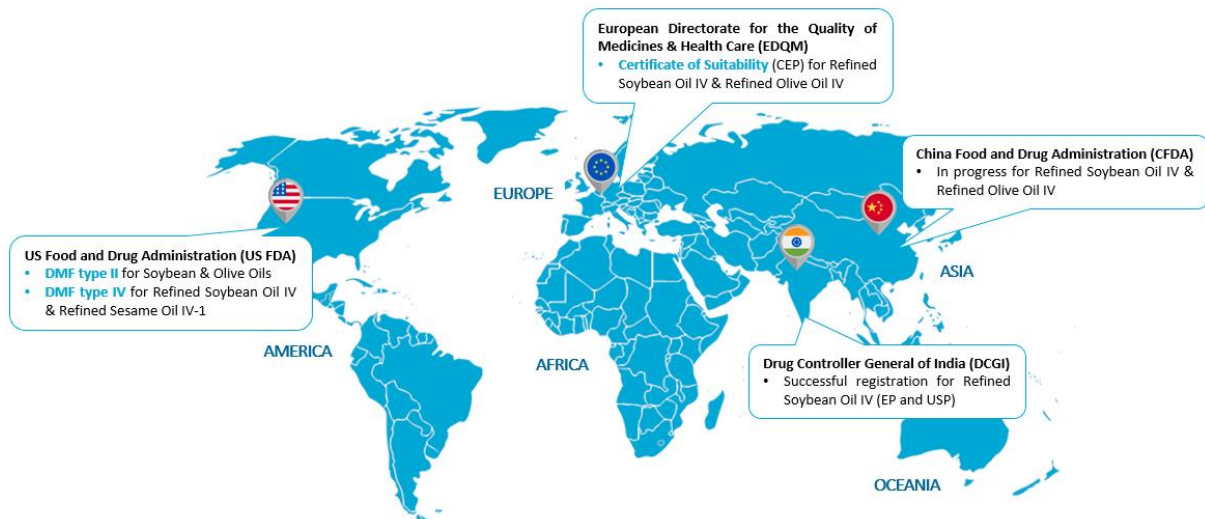 European Directorate for the Quality of
Medicines & Health Care (EDQM)
• Certificate of Suitability (CEP) for Refined
Soybean Oil IV & Refined Olive Oil IV
China Food and Drug Administration (CFDA)
• In progress for Refined Soybean Oil IV &
Refined Olive Oil IV
EUROPE
US Food and Drug Administration (US FDA)
• DMF type II for Soybean & Olive Oils
• DMF type IV for Refined Soybean Oil IV
& Refined Sesame Oil IV-1
ASIA
AMERICA
AFRICA
Drug Controller General of India (DCGI)
• Successful registration for Refined
Soybean Oil IV (EP and USP)
OCEANIA